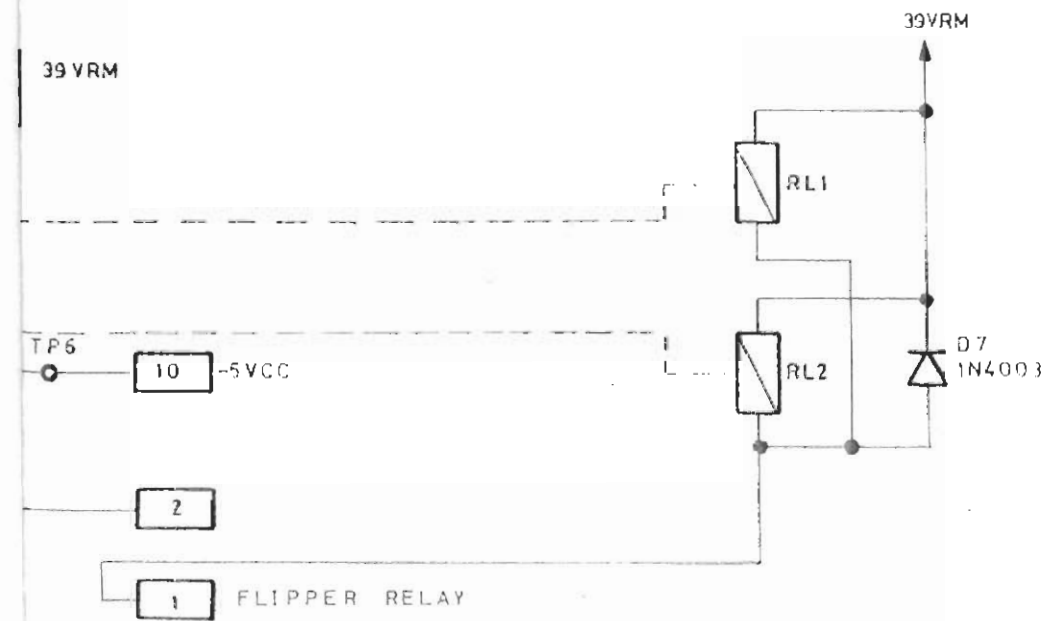 39VRM
39 VRM
RL1
TP6
10 -5VCC
RL2
D7
1N4003
2
1 FLIPPER RELAY